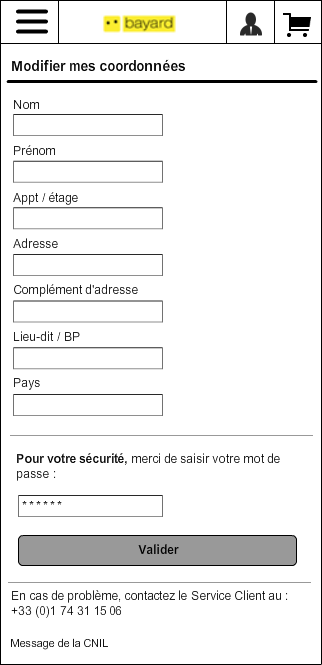 bayard
Modifier mes coordonnées
Nom
Prénom
Appt / étage
Adresse
Complément d'adresse
Lieu-dit / BP
Pays
Pour votre sécurité, merci de saisir votre mot de
passe :
******
Valider
En cas de problème, contactez le Service Client au :
+33 (0)1 74 31 15 06
Message de la CNIL